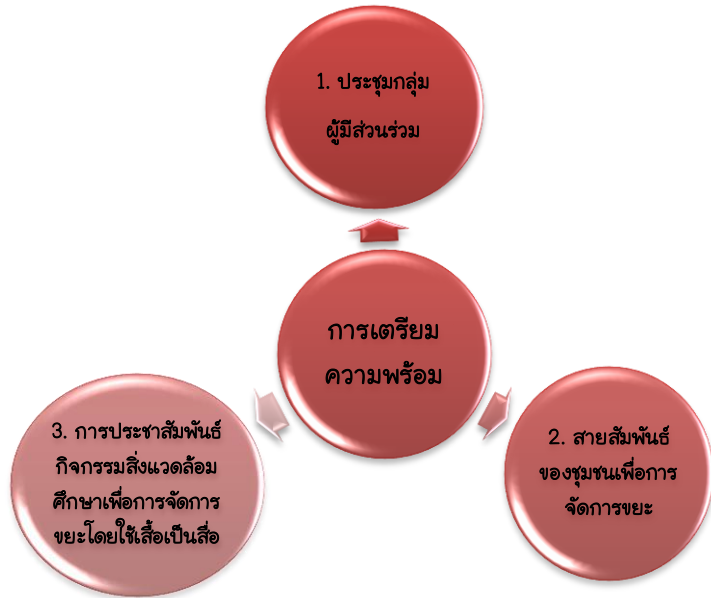 1. ประชุมกลุ่ม
ผู้มีส่วนร่วม
การเตรียม
ความพร้อม
2. สายสัมพันธ์
ของชุมชนเพื่อการ
จัดการขยะ
3. การประชาสัมพันธ์
กิจกรรมสิ่งแวดล้อม
ศึกษาเพื่อการจัดการ
ขยะโดยใช้เสื้อเป็นสื่อ